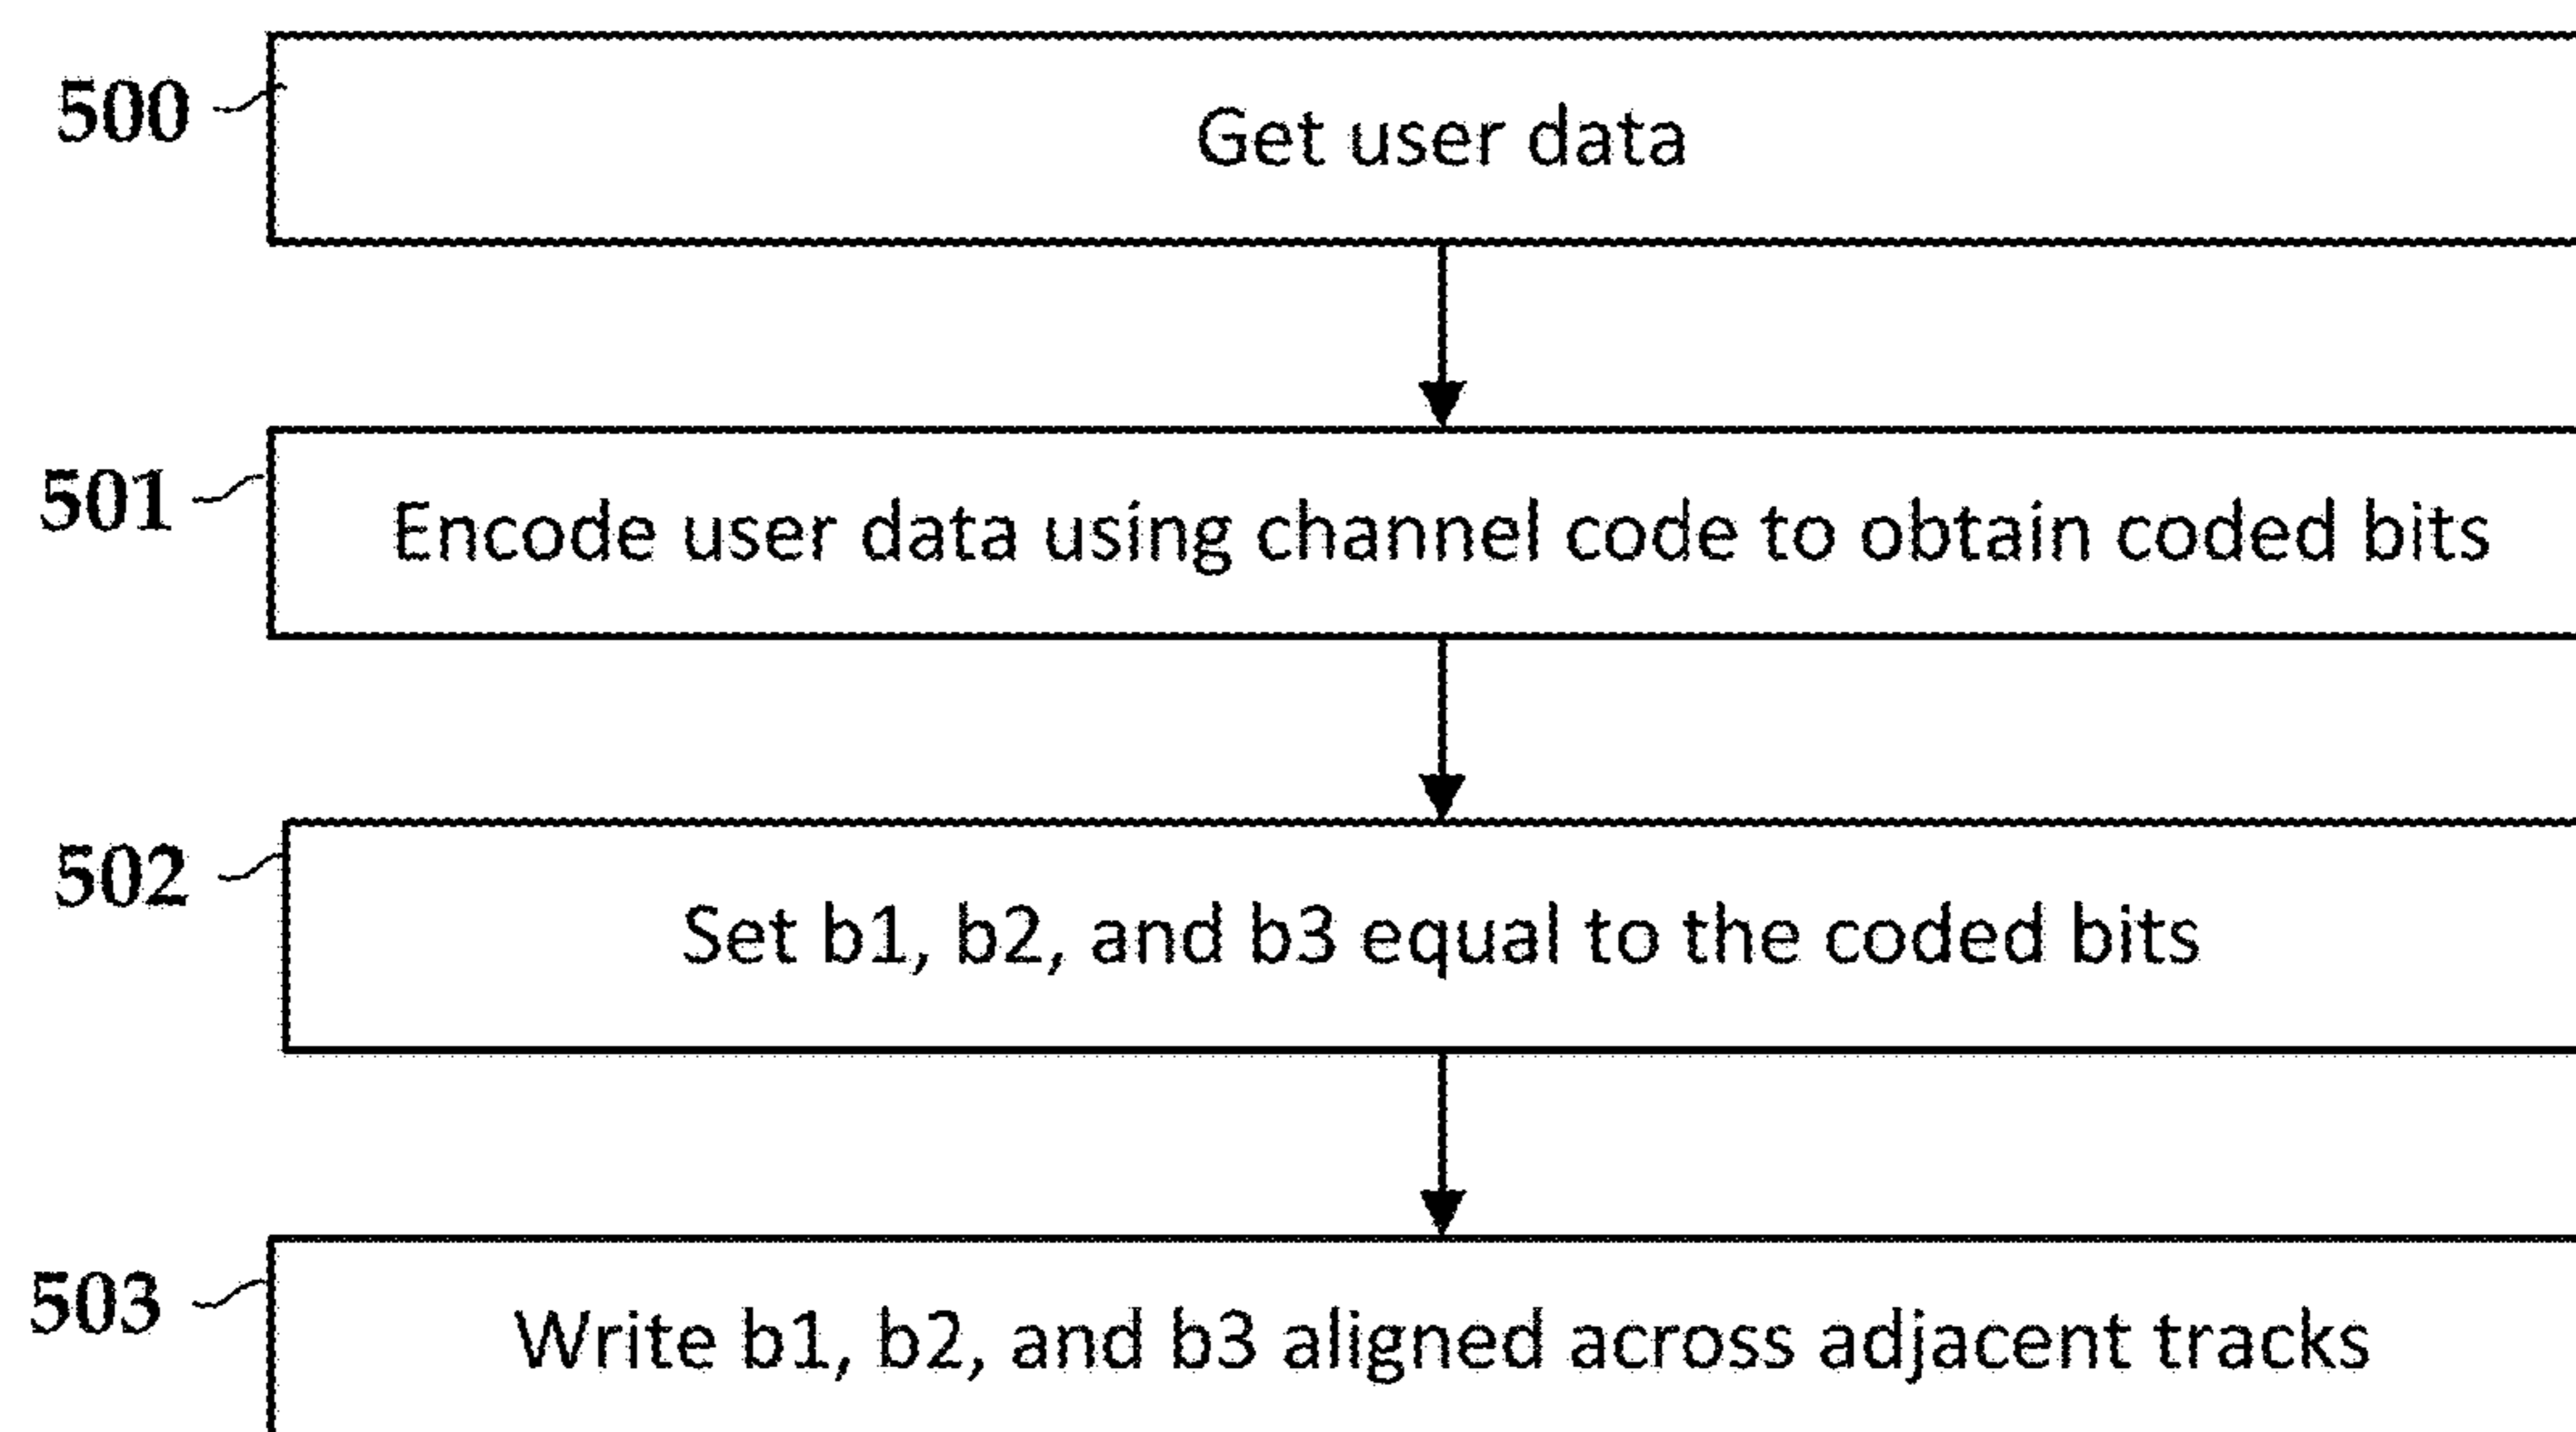 500
Get user data
501
Encode user data using channel code to obtain coded bits
502
Set b1, b2, and b3 equal to the coded bits
503
Write b1, b2, and b3 aligned across adjacent tracks